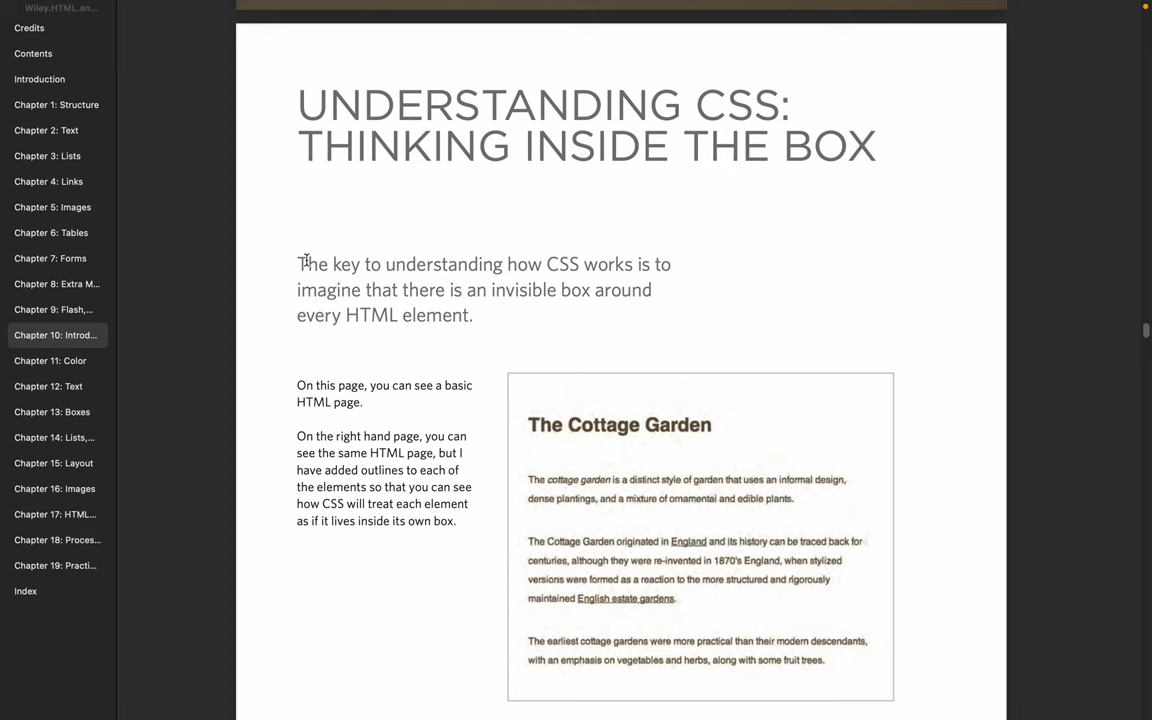 Wiley.HTML.an...
Credits
Contents
Introduction
Chapter 1: Structure
Chapter 2: Text
Chapter 3: Lists
Chapter 4: Links
Chapter 5: Images
Chapter 6: Tables
Chapter 7: Forms
Chapter 8: Extra M...
Chapter 9: Flash,...
Chapter 10: Introd...
Chapter 11: Color
Chapter 12: Text
Chapter 13: Boxes
Chapter 14: Lists,...
Chapter 15: Layout
Chapter 16: Images
Chapter 17: HTML...
Chapter 18: Proces...
Chapter 19: Practi...
Index
UNDERSTANDING CSS:
THINKING INSIDE THE BOX
The key to understanding how CSS works is to
imagine that there is an invisible box around
every HTML element.
On this page, you can see a basic
HTML page.
On the right hand page, you can
see the same HTML page, but I
have added outlines to each of
the elements so that you can see
how CSS will treat each element
as if it lives inside its own box.
The Cottage Garden
The cottage garden is a distinct style of garden that uses an informal design,
dense plantings, and a mixture of ornamental and edible plants.
The Cottage Garden originated in England and its history can be traced back for
centuries, although they were re-invented in 1870's England, when stylized
versions were formed as a reaction to the more structured and rigorously
maintained English estate gardens.
The earliest cottage gardens were more practical than their modern descendants,
with an emphasis on vegetables and herbs, along with some fruit trees.